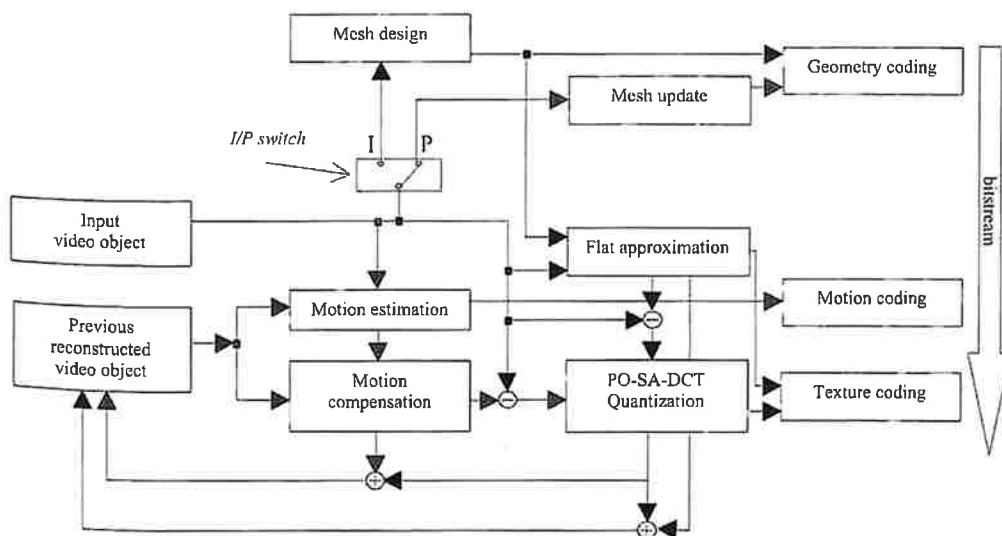 Mesh design
Geometry coding
Mesh update
I
P
I/P switch
Input
video object
bitstream
Flat approximation
Motion estimation
Motion coding
Previous
reconstructed
video object
Motion
compensation
PO-SA-DCT
Quantization
Texture coding